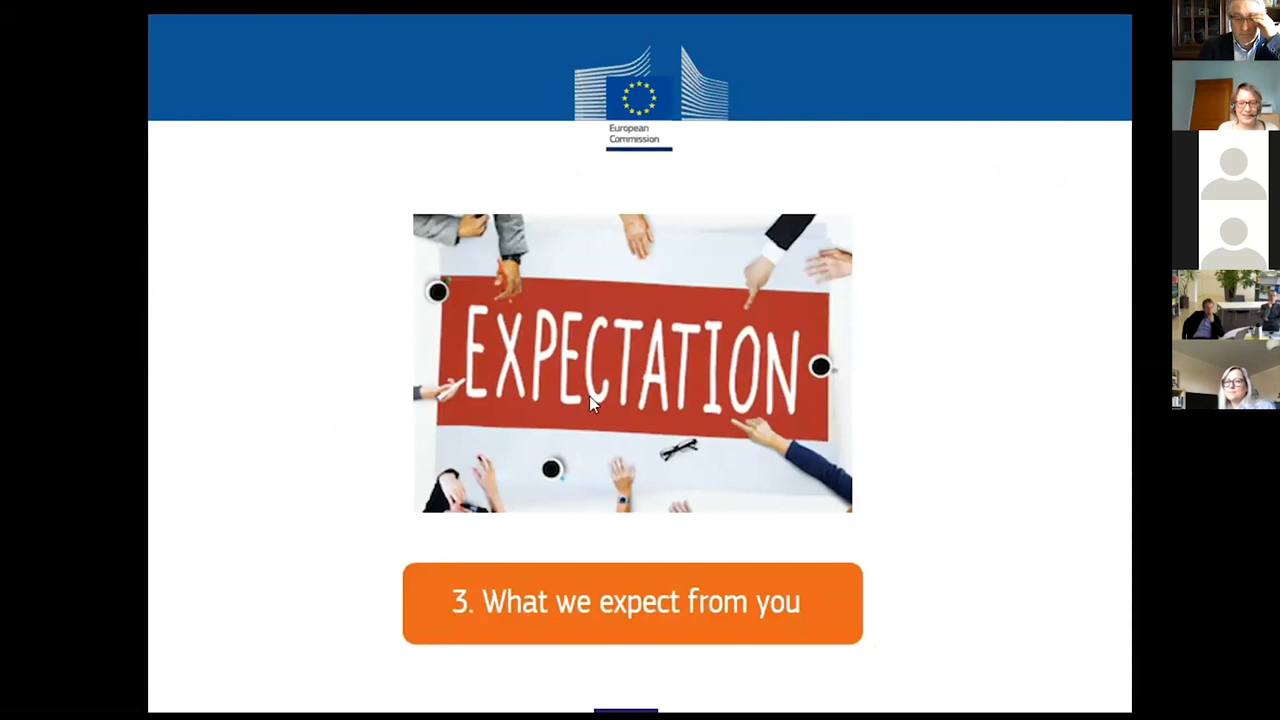 European
Commission
EXPECTATION
3. What we expect from you